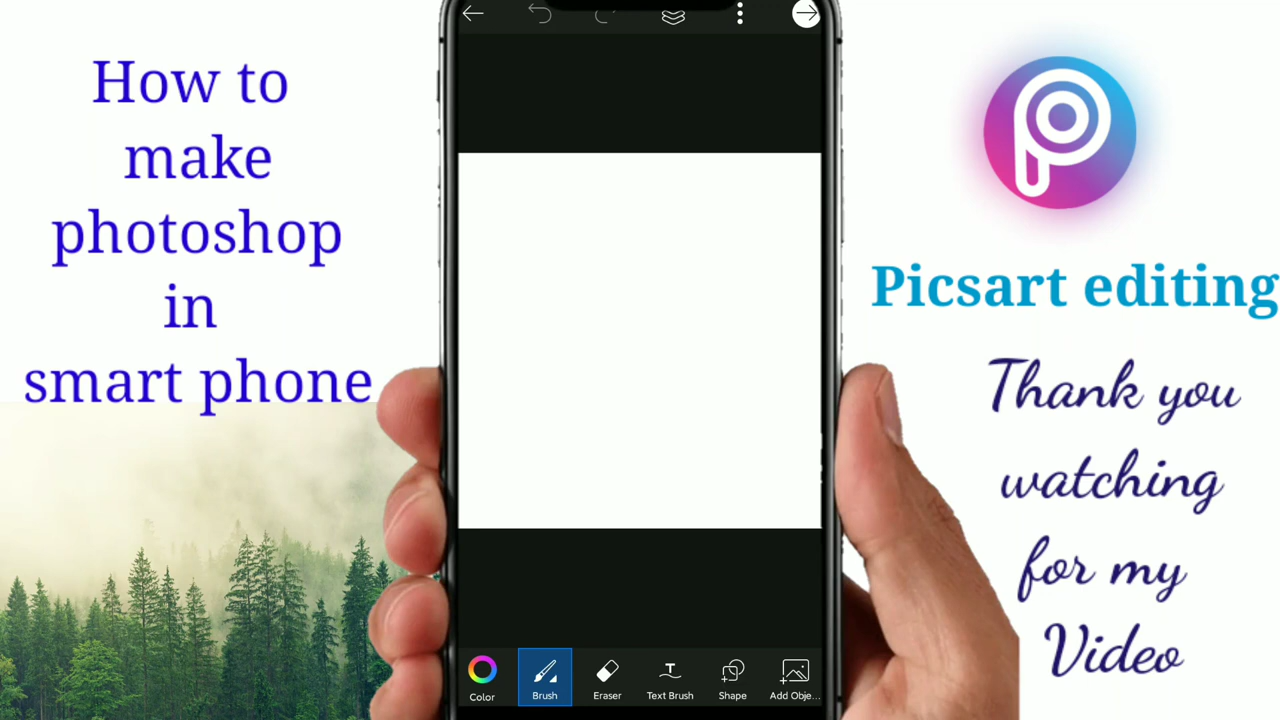 How to
make
photoshop
in
smart phone
Color
Brush
Eraser
Text Brush
Shape
Add Obje...
Picsart editing
Thank you
watching
for my
Video